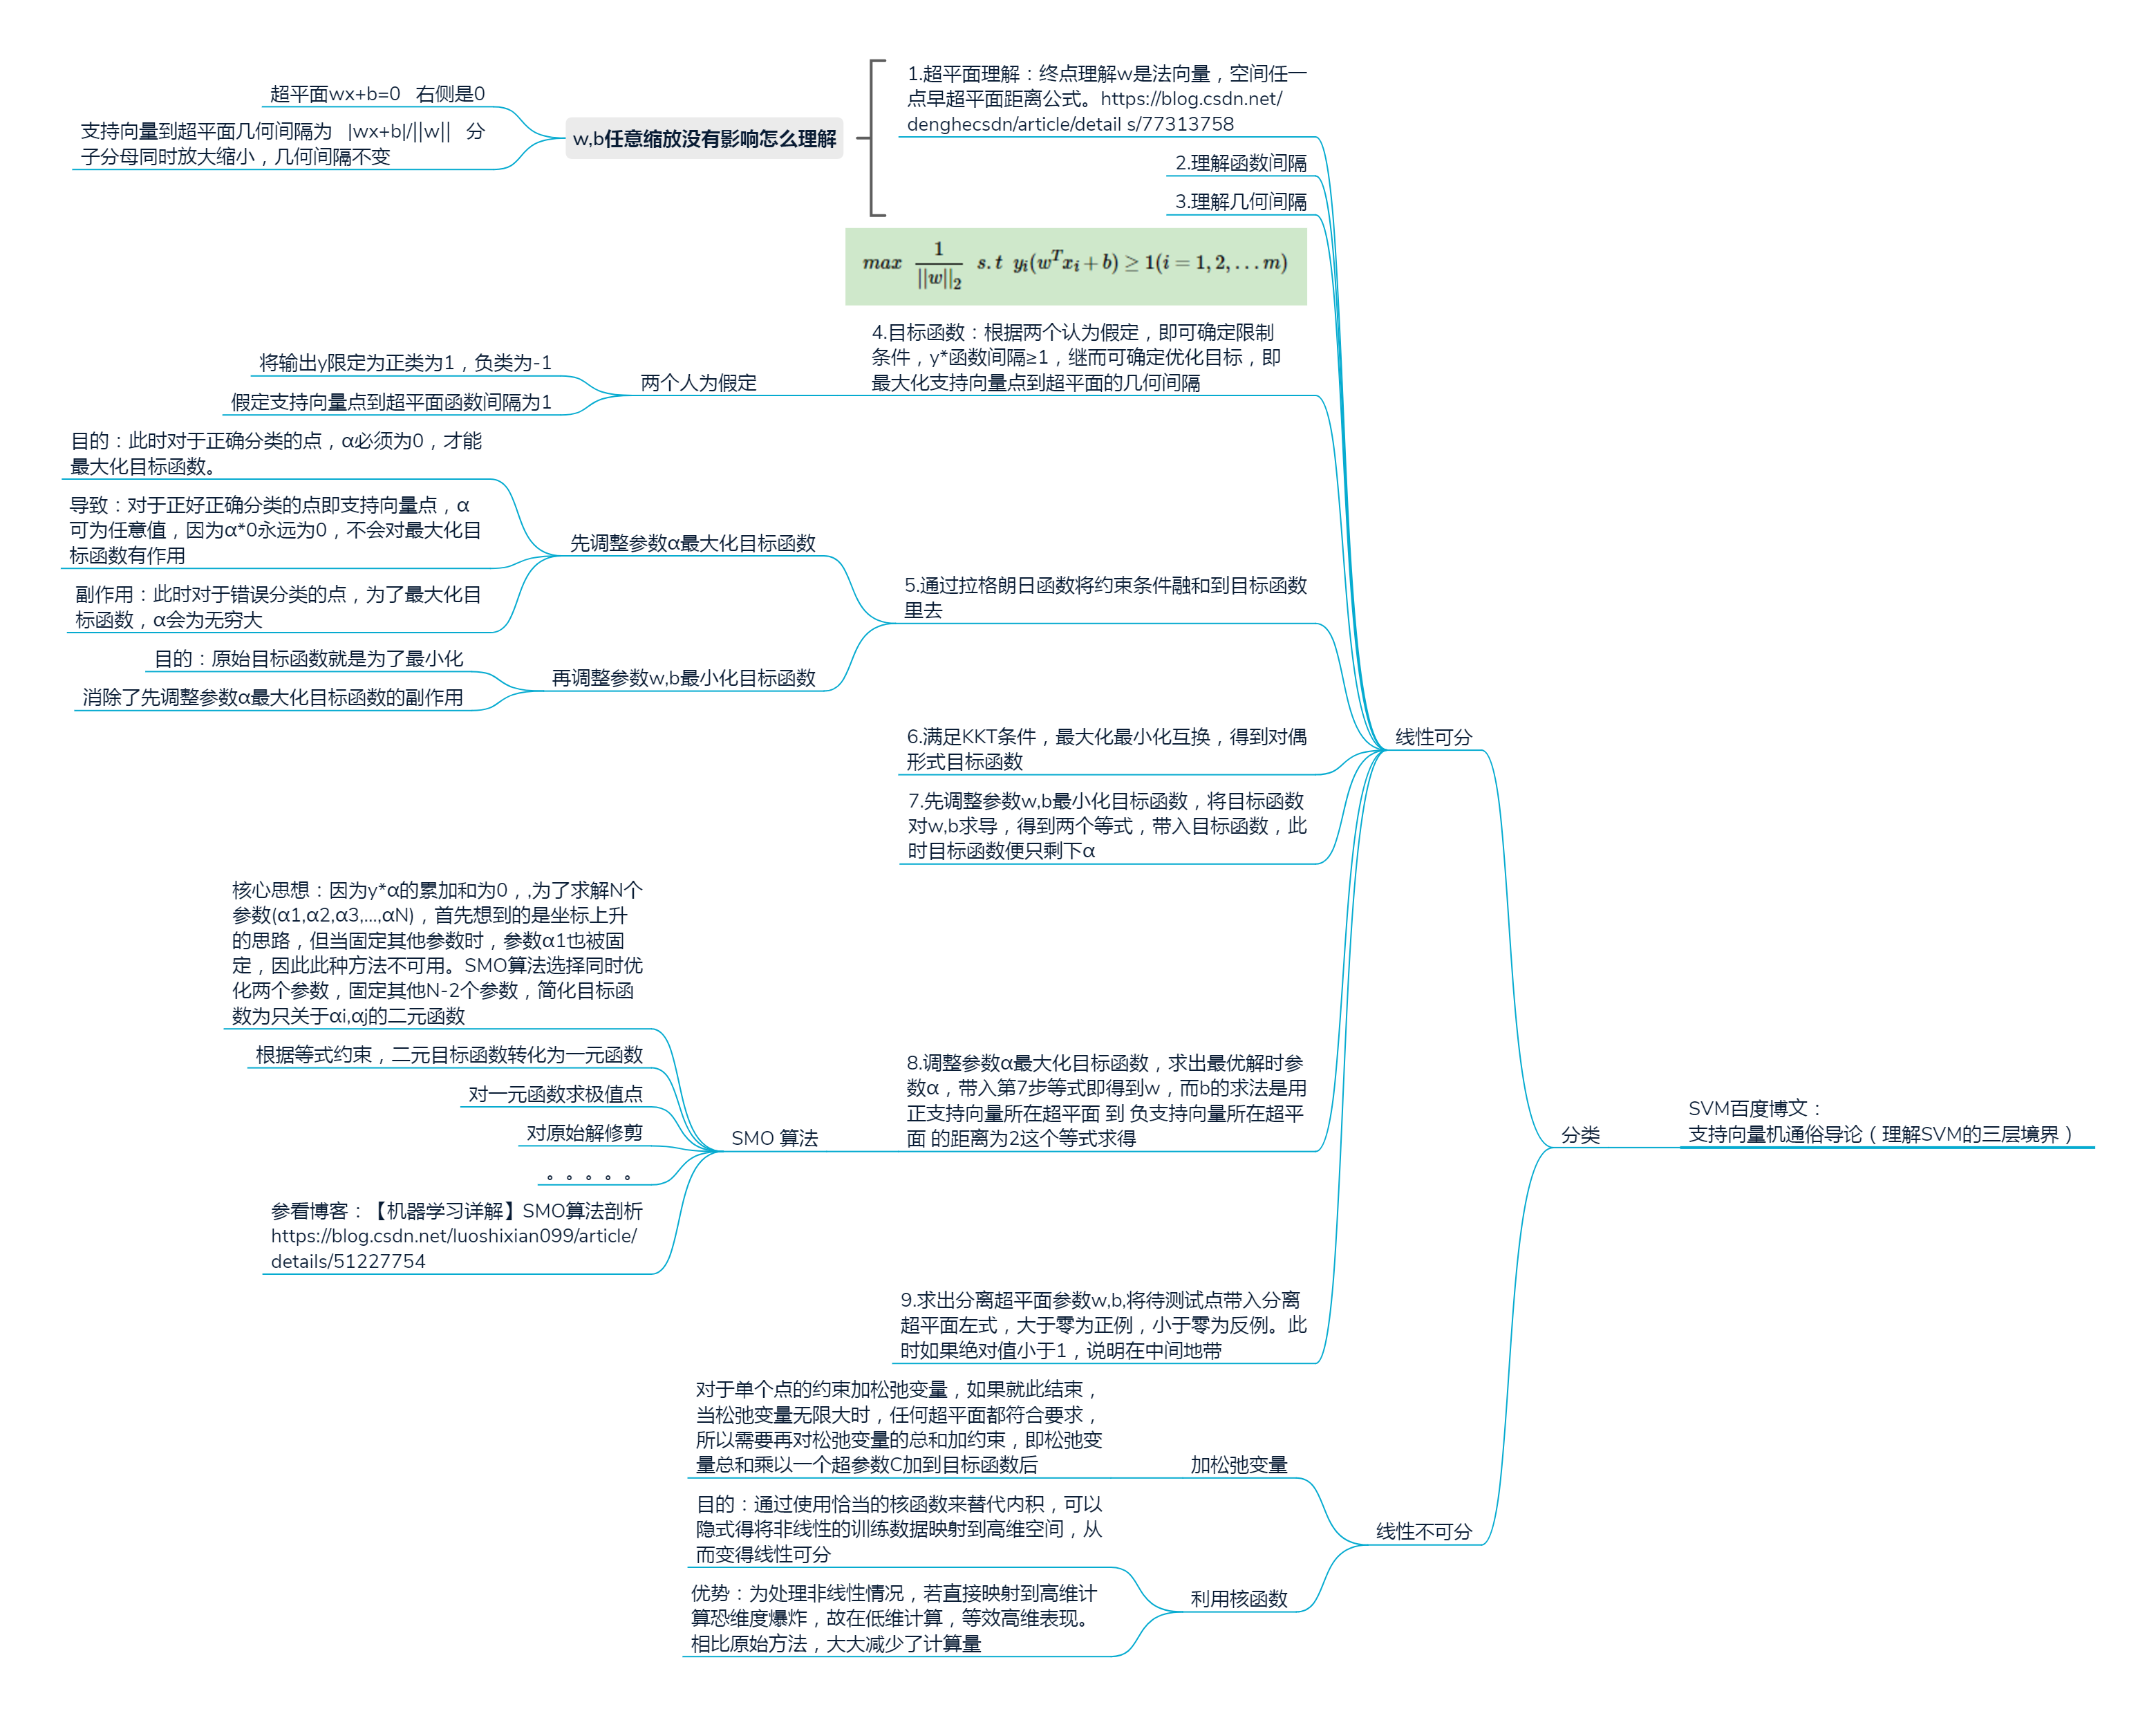 SVM百度博文：
支持向量机通俗导论（理解SVM的三层境界）
分类
线性可分
1.超平面理解：终点理解w是法向量，空间任一
点早超平面距离公式。https://blog.csdn.net/
denghecsdn/article/detail s/77313758
2.理解函数间隔
3.理解几何间隔
w,b任意缩放没有影响怎么理解
超平面wx+b=0 右侧是0
支持向量到超平面几何间隔为 |wx+b|/||w|| 分
子分母同时放大缩小，几何间隔不变
max 1/||w||₂ s.t yᵢ(wᵀxᵢ + b) ≥ 1(i = 1, 2, ...m)
4.目标函数：根据两个认为假定，即可确定限制
条件，y*函数间隔≥1，继而可确定优化目标，即
最大化支持向量点到超平面的几何间隔
两个人为假定
将输出y限定为正类为1，负类为-1
假定支持向量点到超平面函数间隔为1
5.通过拉格朗日函数将约束条件融和到目标函数
里去
先调整参数α最大化目标函数
目的：此时对于正确分类的点，α必须为0，才能
最大化目标函数。
导致：对于正好正确分类的点即支持向量点，α
可为任意值，因为α*0永远为0，不会对最大化目
标函数有作用
副作用：此时对于错误分类的点，为了最大化目
标函数，α会为无穷大
再调整参数w,b最小化目标函数
目的：原始目标函数就是为了最小化
消除了先调整参数α最大化目标函数的副作用
6.满足KKT条件，最大化最小化互换，得到对偶
形式目标函数
7.先调整参数w,b最小化目标函数，将目标函数
对w,b求导，得到两个等式，带入目标函数，此
时目标函数便只剩下α
8.调整参数α最大化目标函数，求出最优解时参
数α，带入第7步等式即得到w，而b的求法是用
正支持向量所在超平面 到 负支持向量所在超平
面 的距离为2这个等式求得
SMO 算法
核心思想：因为y*α的累加和为0，,为了求解N个
参数(α1,α2,α3,...,αN)，首先想到的是坐标上升
的思路，但当固定其他参数时，参数α1也被固
定，因此此种方法不可用。SMO算法选择同时优
化两个参数，固定其他N-2个参数，简化目标函
数为只关于αi,αj的二元函数
根据等式约束，二元目标函数转化为一元函数
对一元函数求极值点
对原始解修剪
。。。。。
参看博客：【机器学习详解】SMO算法剖析
https://blog.csdn.net/luoshixian099/article/
details/51227754
9.求出分离超平面参数w,b,将待测试点带入分离
超平面左式，大于零为正例，小于零为反例。此
时如果绝对值小于1，说明在中间地带
线性不可分
加松弛变量
对于单个点的约束加松弛变量，如果就此结束，
当松弛变量无限大时，任何超平面都符合要求，
所以需要再对松弛变量的总和加约束，即松弛变
量总和乘以一个超参数C加到目标函数后
利用核函数
目的：通过使用恰当的核函数来替代内积，可以
隐式得将非线性的训练数据映射到高维空间，从
而变得线性可分
优势：为处理非线性情况，若直接映射到高维计
算恐维度爆炸，故在低维计算，等效高维表现。
相比原始方法，大大减少了计算量